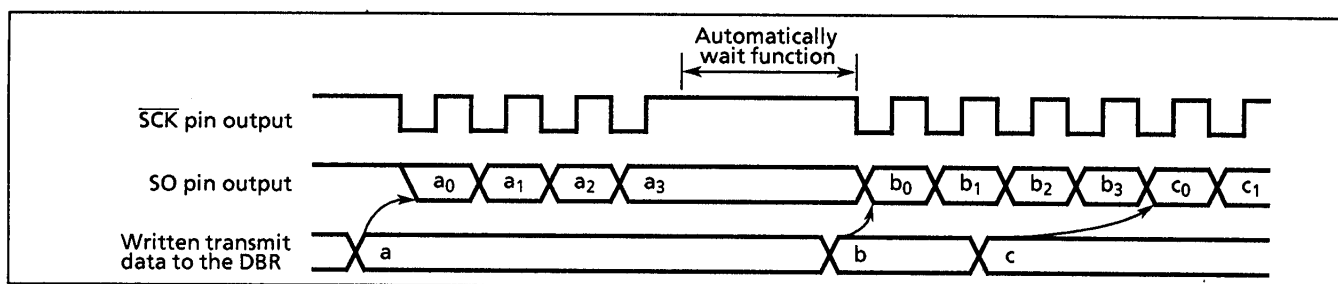 Automatically
wait function
SCK pin output
SO pin output
a0 a1 a2 a3 b0 b1 b2 b3 c0 c1
Written transmit
data to the DBR
a b c